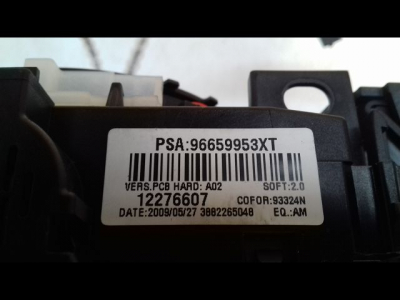 PSA:96659953XT
VERS.PCB HARD: A02 SOFT:2.0
12276607 COFOR:93324N
DATE:2009/05/27 3882265048 EQ.:AM